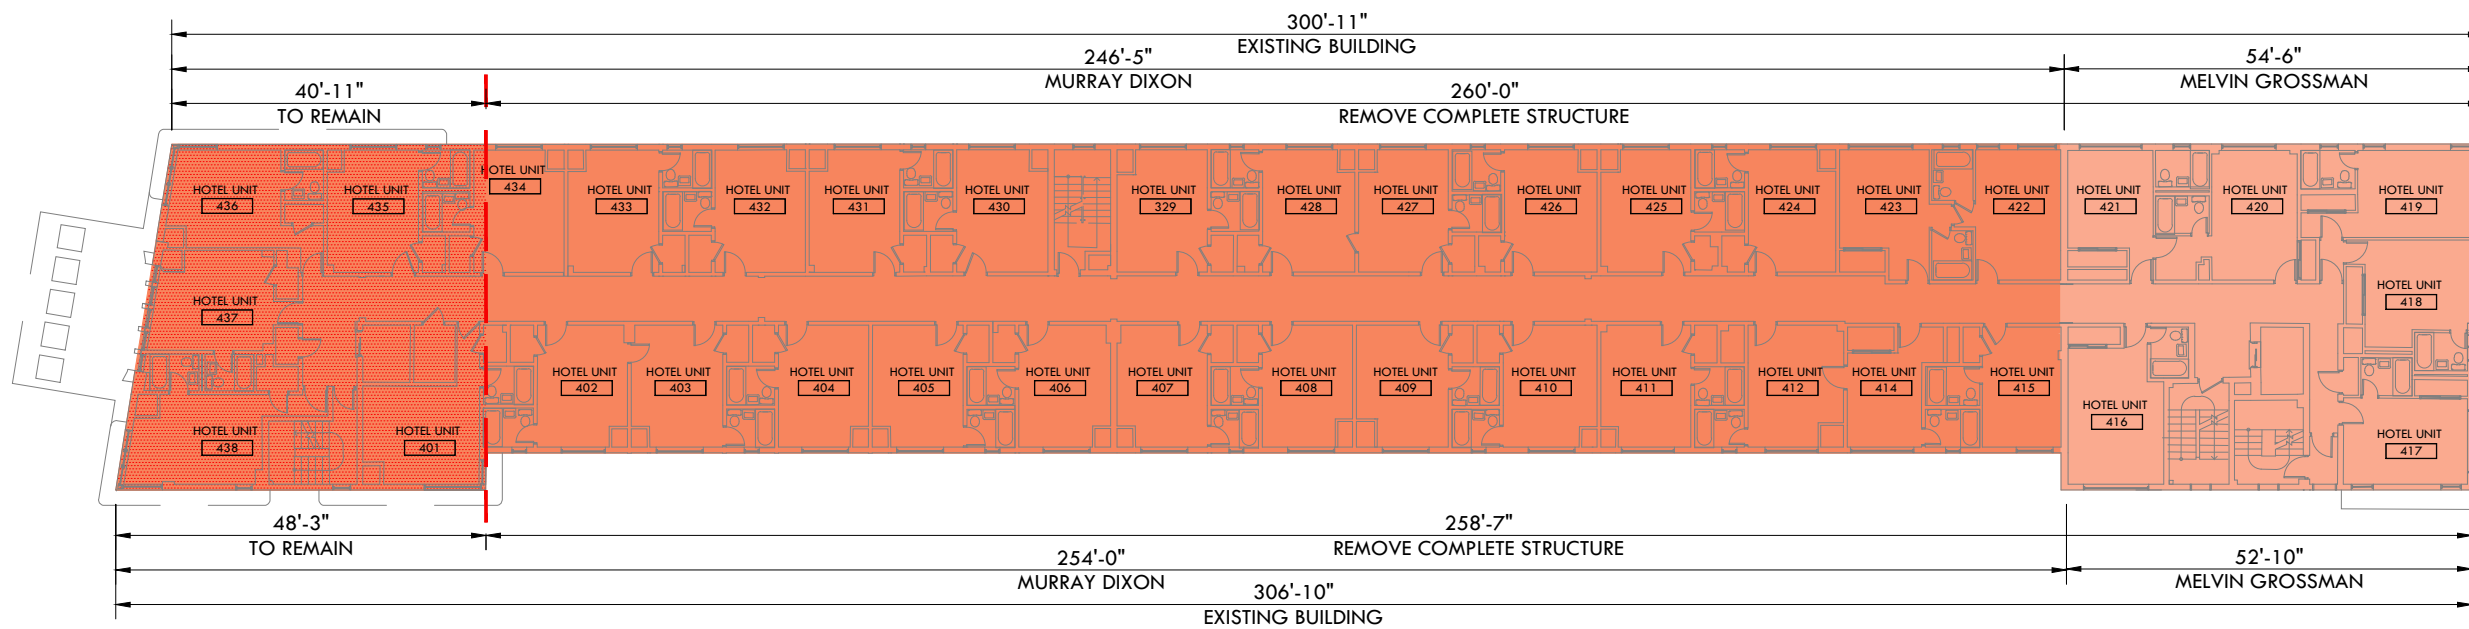 300'-11"
EXISTING BUILDING
246'-5"
54'-6"
MURRAY DIXON
MELVIN GROSSMAN
40'-11"
260'-0"
TO REMAIN
REMOVE COMPLETE STRUCTURE
HOTEL UNIT
434
HOTEL UNIT
436
HOTEL UNIT
435
HOTEL UNIT
433
HOTEL UNIT
432
HOTEL UNIT
431
HOTEL UNIT
430
HOTEL UNIT
329
HOTEL UNIT
428
HOTEL UNIT
427
HOTEL UNIT
426
HOTEL UNIT
425
HOTEL UNIT
424
HOTEL UNIT
423
HOTEL UNIT
422
HOTEL UNIT
421
HOTEL UNIT
420
HOTEL UNIT
419
HOTEL UNIT
418
HOTEL UNIT
437
HOTEL UNIT
402
HOTEL UNIT
403
HOTEL UNIT
404
HOTEL UNIT
405
HOTEL UNIT
406
HOTEL UNIT
407
HOTEL UNIT
408
HOTEL UNIT
409
HOTEL UNIT
410
HOTEL UNIT
411
HOTEL UNIT
412
HOTEL UNIT
414
HOTEL UNIT
415
HOTEL UNIT
416
HOTEL UNIT
438
HOTEL UNIT
401
HOTEL UNIT
417
48'-3"
258'-7"
TO REMAIN
REMOVE COMPLETE STRUCTURE
254'-0"
52'-10"
MURRAY DIXON
MELVIN GROSSMAN
306'-10"
EXISTING BUILDING